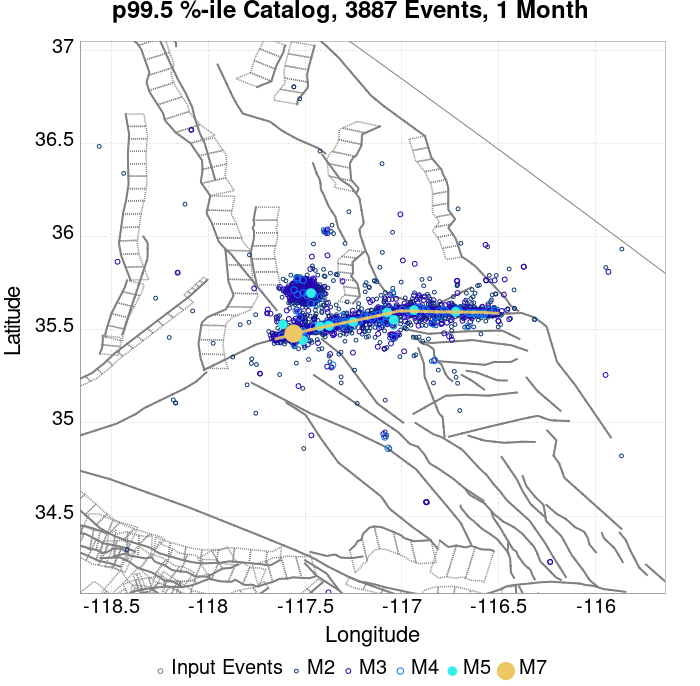 p99.5 %-ile Catalog, 3887 Events, 1 Month
37
36.5
36
35.5
35
34.5
Latitude
-118.5 -118 -117.5 -117 -116.5 -116
Longitude
Input Events M2 M3 M4 M5 M7